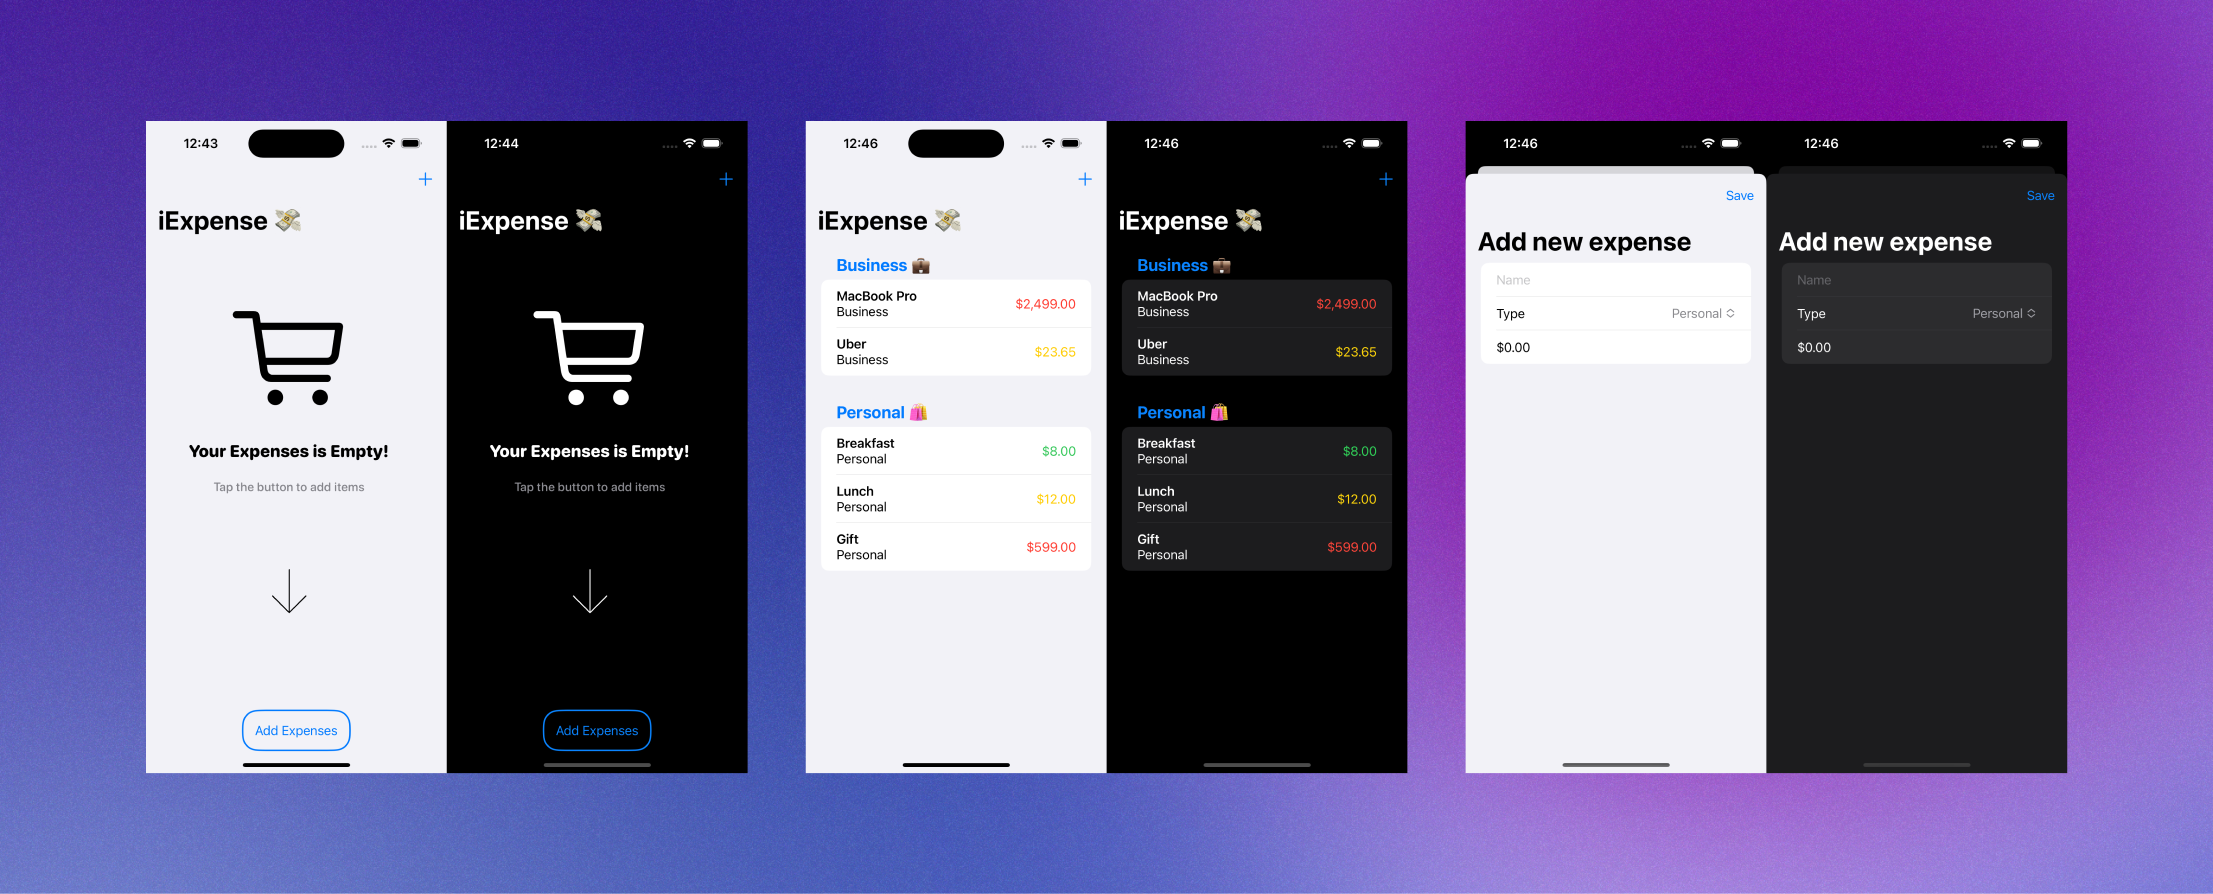 12:43
iExpense 💸
Your Expenses is Empty!
Tap the button to add items
Add Expenses
12:44
iExpense 💸
Your Expenses is Empty!
Tap the button to add items
Add Expenses
12:46
iExpense 💸
Business 💼
MacBook Pro
Business
$2,499.00
Uber
Business
$23.65
Personal 🛍️
Breakfast
Personal
$8.00
Lunch
Personal
$12.00
Gift
Personal
$599.00
12:46
iExpense 💸
Business 💼
MacBook Pro
Business
$2,499.00
Uber
Business
$23.65
Personal 🛍️
Breakfast
Personal
$8.00
Lunch
Personal
$12.00
Gift
Personal
$599.00
12:46
Save
Add new expense
Name
Type
Personal
$0.00
12:46
Save
Add new expense
Name
Type
Personal
$0.00